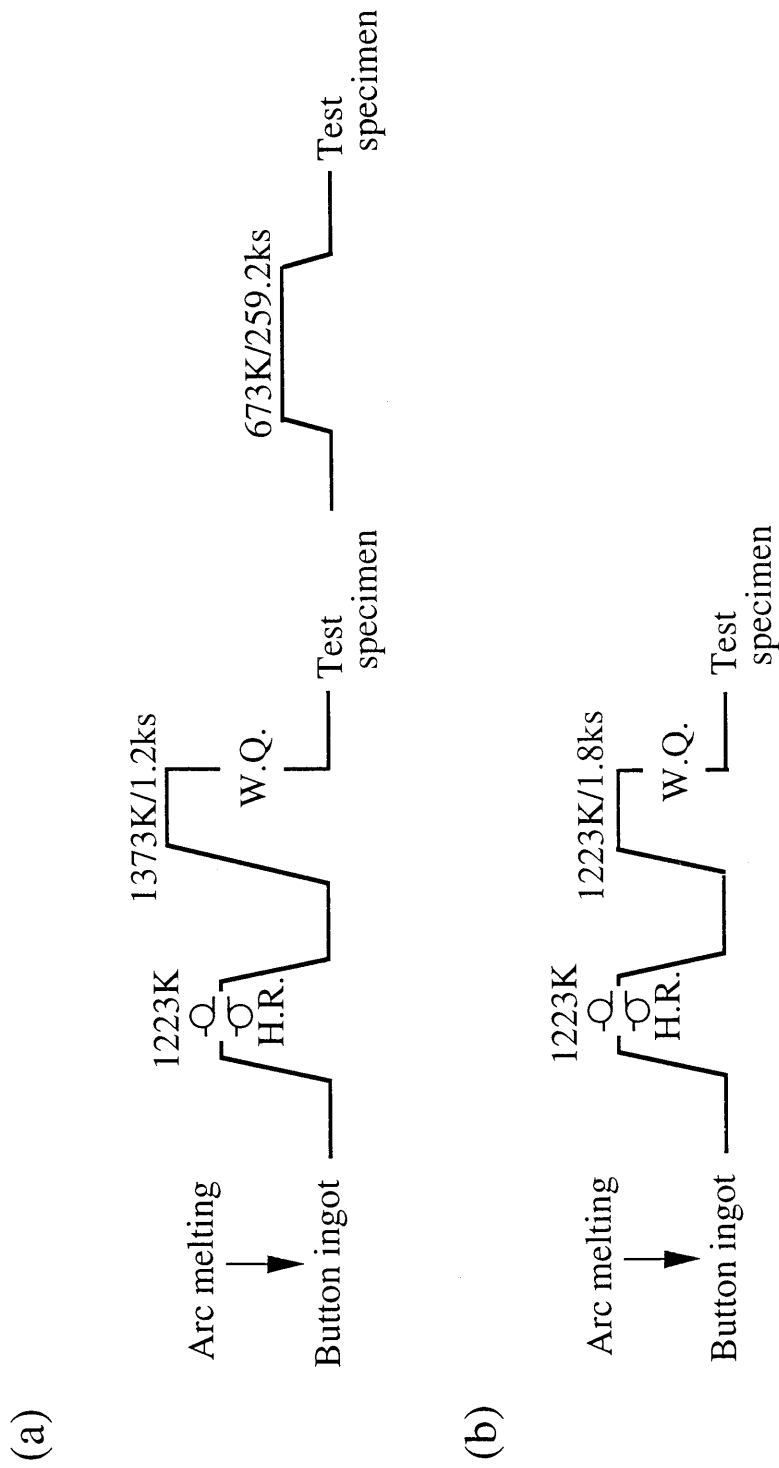 (a)
Arc melting
Button ingot
1223K
H.R.
1373K/1.2ks
W.Q.
Test
specimen
673K/259.2ks
Test
specimen
(b)
Arc melting
Button ingot
1223K
H.R.
1223K/1.8ks
W.Q.
Test
specimen